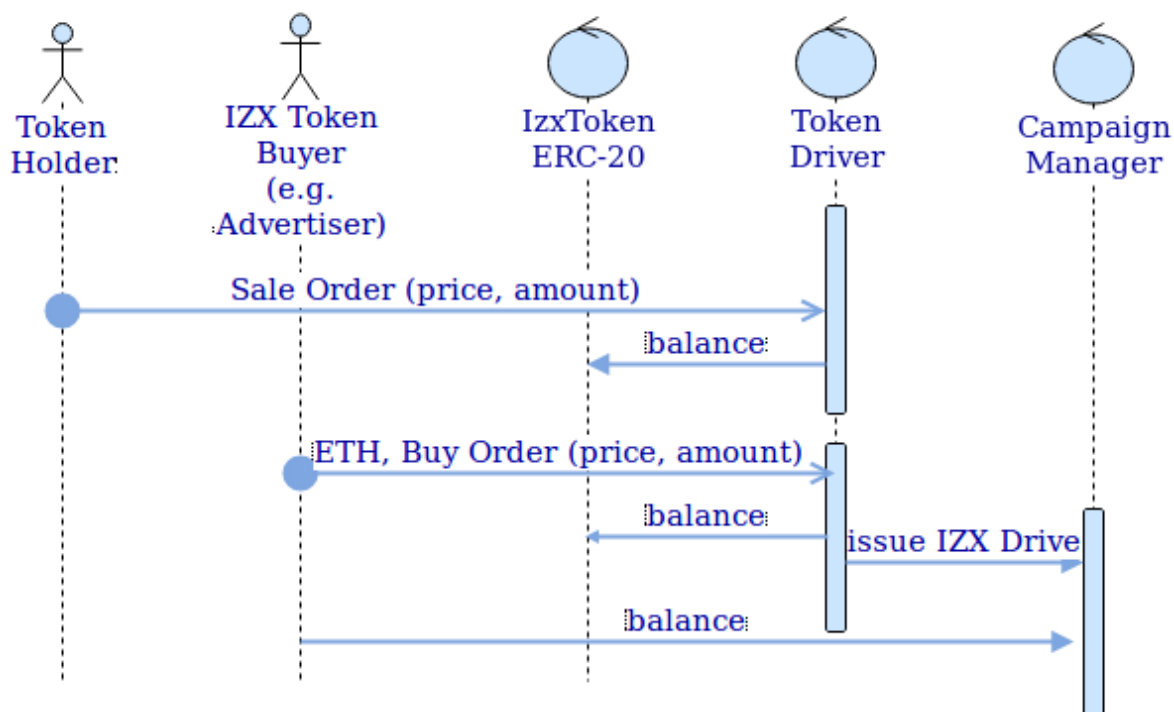 Token
Holder
IZX Token
Buyer
(e.g.
Advertiser)
IzxToken
ERC-20
Token
Driver
Campaign
Manager
Sale Order (price, amount)
balance
ETH, Buy Order (price, amount)
balance
issue IZX Drive
balance